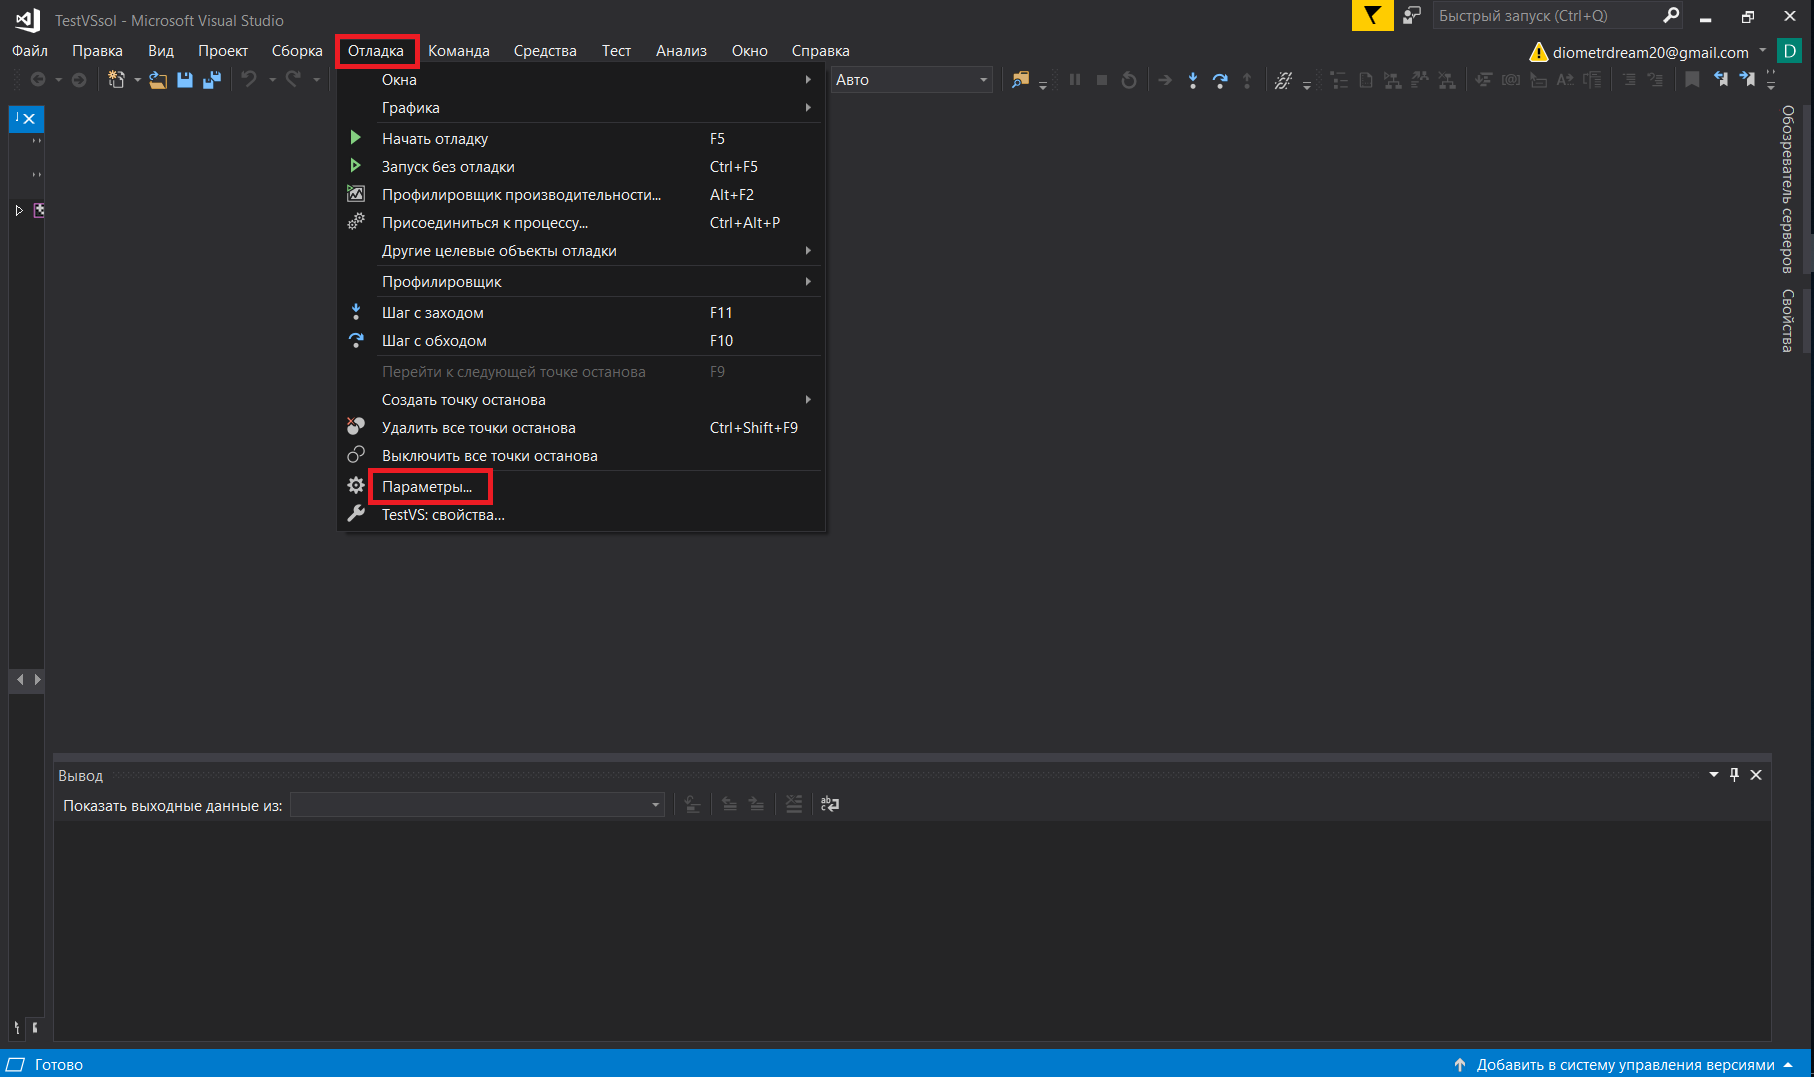 TestVSsol - Microsoft Visual Studio
Быстрый запуск (Ctrl+Q)
Файл Правка Вид Проект Сборка Отладка Команда Средства Тест Анализ Окно Справка
diometrdream20@gmail.com D
Авто
Окна
Графика
Начать отладку F5
Запуск без отладки Ctrl+F5
Профилировщик производительности... Alt+F2
Присоединиться к процессу... Ctrl+Alt+P
Другие целевые объекты отладки
Профилировщик
Шаг с заходом F11
Шаг с обходом F10
Перейти к следующей точке останова F9
Создать точку останова
Удалить все точки останова Ctrl+Shift+F9
Выключить все точки останова
Параметры...
TestVS: свойства...
Обозреватель серверов
Свойства
Вывод
Показать выходные данные из:
Готово
Добавить в систему управления версиями